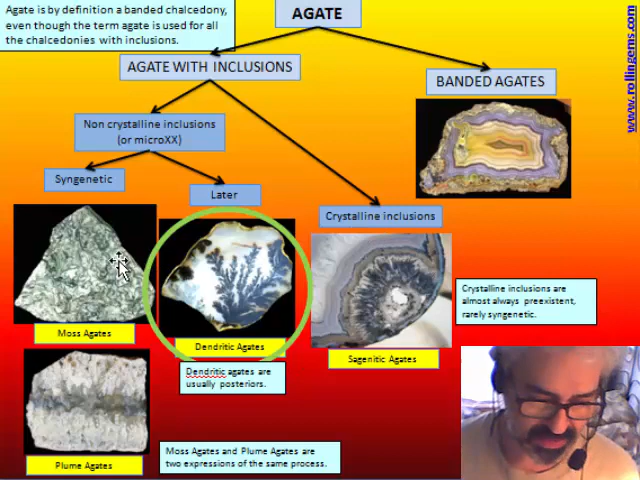 Agate is by definition a banded chalcedony,
even though the term agate is used for all
the chalcedonies with inclusions.
AGATE
www.rollingems.com
AGATE WITH INCLUSIONS
BANDED AGATES
Non crystalline inclusions
(or microXX)
Syngenetic
Later
Crystalline inclusions
Crystalline inclusions are
almost always preexistent,
rarely syngenetic.
Moss Agates
Dendritic Agates
Sagenitic Agates
Dendritic agates are
usually posteriors.
Moss Agates and Plume Agates are
two expressions of the same process.
Plume Agates